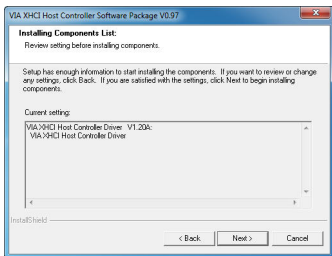 VIA XHCI Host Controller Software Package V0.97
Installing Components List:
Review setting before installing components.
Setup has enough information to start installing the components. If you want to review or change
any settings, click Back. If you are satisfied with the settings, click Next to begin installing
components.
Current setting:
VIA XHCI Host Controller Driver V1.20A:
VIA XHCI Host Controller Driver
InstallShield
< Back
Next >
Cancel